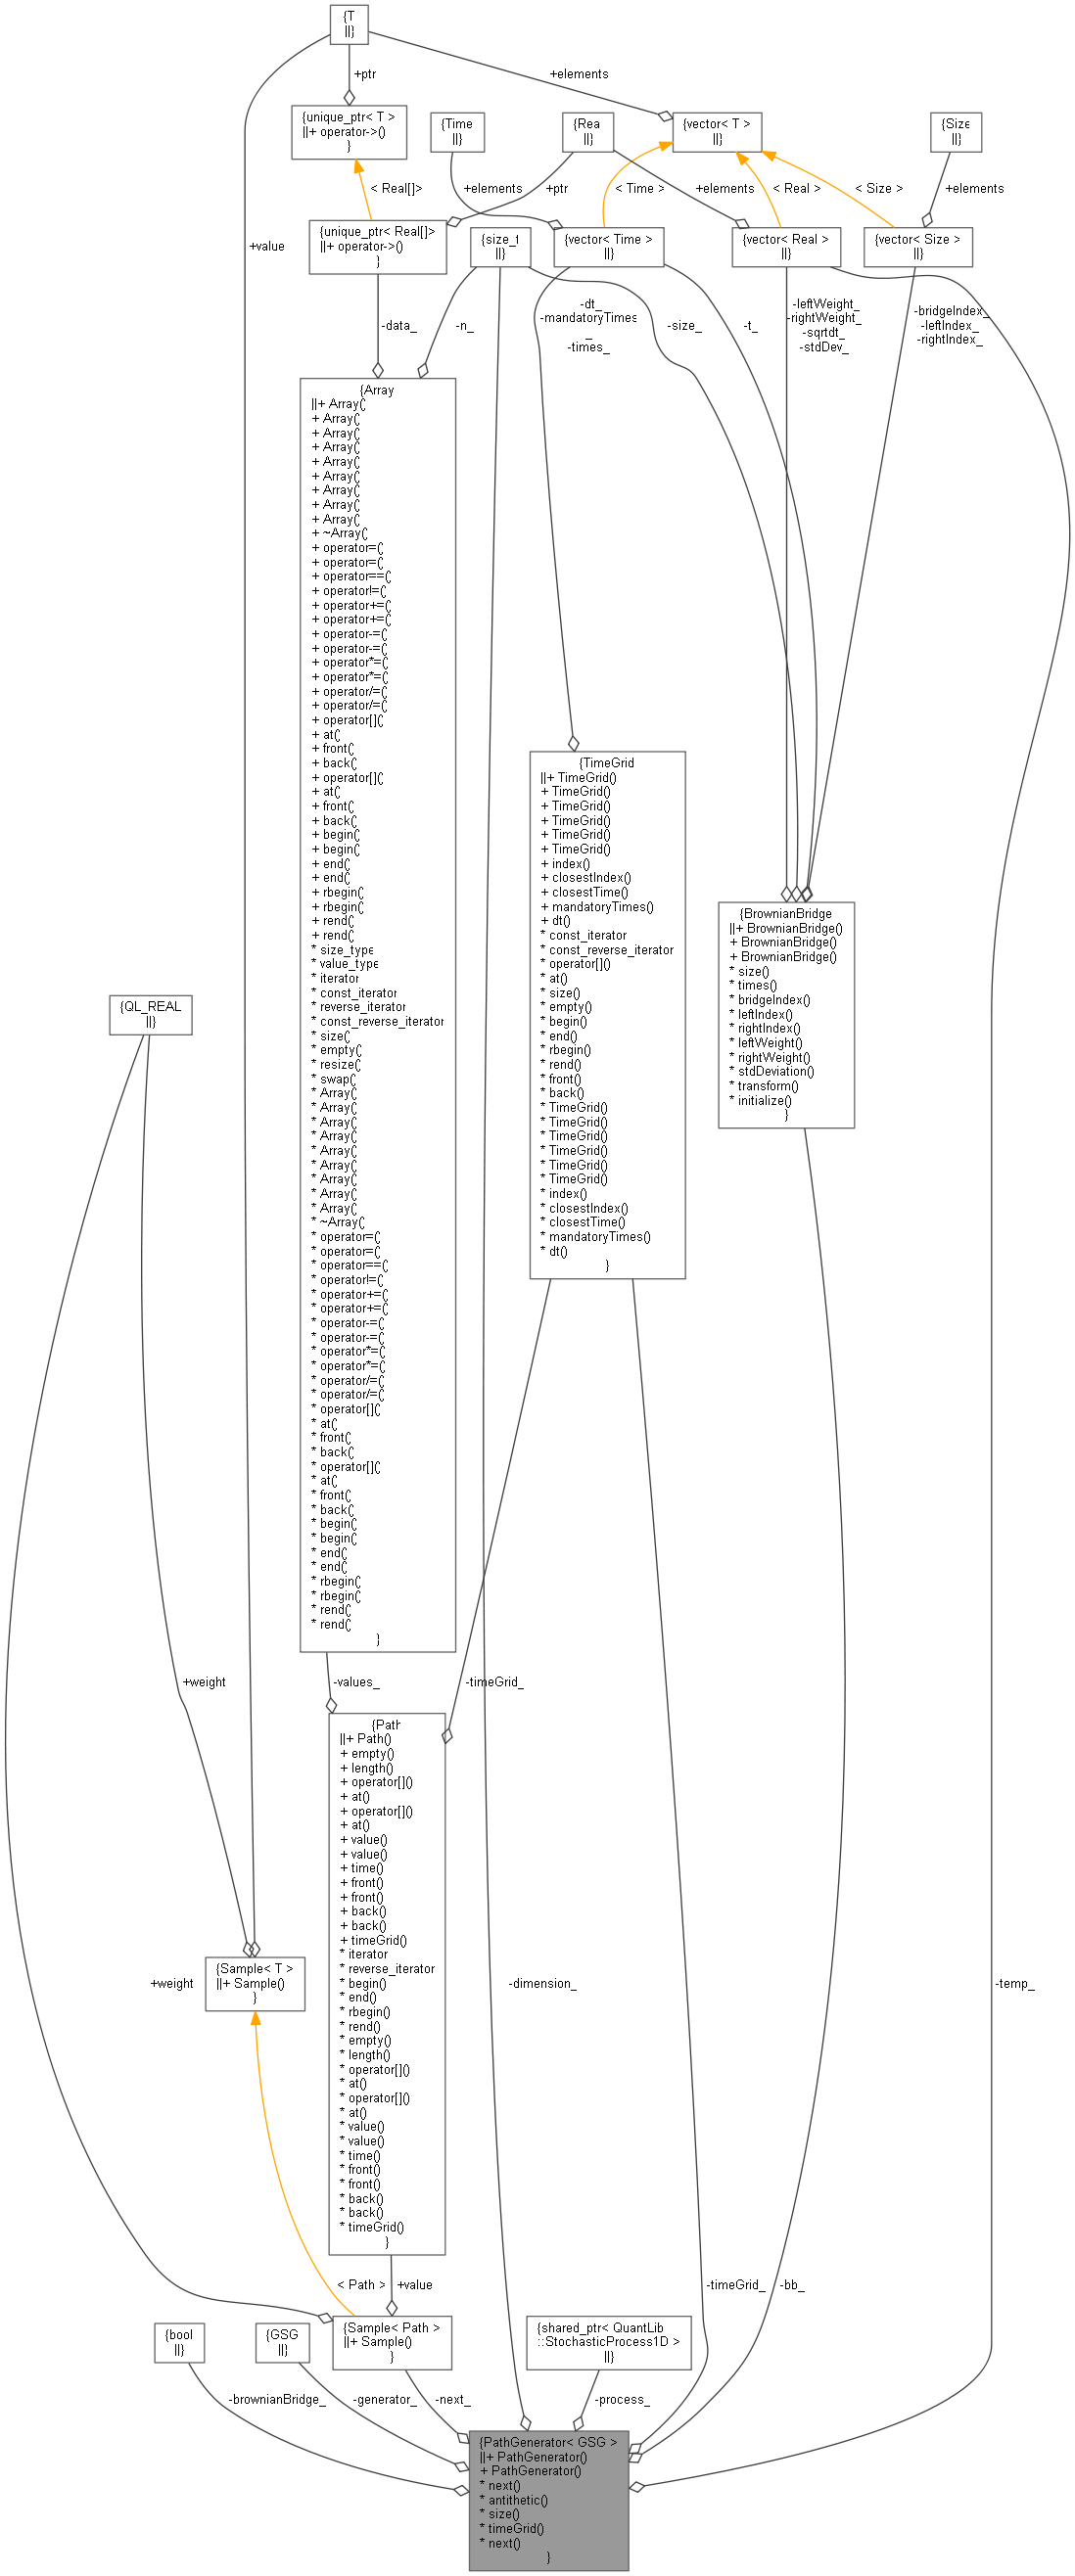 {T
||}
+ptr
+elements
{unique_ptr< T >
||+ operator->()
}
{Time
||}
{Rea
||}
{vector< T >
||}
{Size
||}
< Real[]>
+elements
+ptr
< Time >
+elements
< Real >
< Size >
+elements
+value
{unique_ptr< Real[]>
||+ operator->()
}
{size_t
||}
{vector< Time >
||}
{vector< Real >
||}
{vector< Size >
||}
-data_
-n_
-dt_
-mandatoryTimes
_
-times_
-size_
-t_
-leftWeight_
-rightWeight_
-sqrtdt_
-stdDev_
-bridgeIndex_
-leftIndex_
-rightIndex_
{Array
||+ Array(
+ Array(
+ Array(
+ Array(
+ Array(
+ Array(
+ Array(
+ Array(
+ Array(
+ ~Array(
+ operator=(
+ operator=(
+ operator==(
+ operator!=(
+ operator+=(
+ operator+=(
+ operator-=(
+ operator-=(
+ operator*=(
+ operator*=(
+ operator/=(
+ operator/=(
+ operator[](
+ at(
+ front(
+ back(
+ operator[](
+ at(
+ front(
+ back(
+ begin(
+ begin(
+ end(
+ end(
+ rbegin(
+ rbegin(
+ rend(
+ rend(
* size_type
* value_type
* iterator
* const_iterator
* reverse_iterator
* const_reverse_iterator
* size(
* empty(
* resize(
* swap(
* Array(
* Array(
* Array(
* Array(
* Array(
* Array(
* Array(
* Array(
* Array(
* ~Array(
* operator=(
* operator=(
* operator==(
* operator!=(
* operator+=(
* operator+=(
* operator-=(
* operator-=(
* operator*=(
* operator*=(
* operator/=(
* operator/=(
* operator[](
* at(
* front(
* back(
* operator[](
* at(
* front(
* back(
* begin(
* begin(
* end(
* end(
* rbegin(
* rbegin(
* rend(
* rend(
}
{TimeGrid
||+ TimeGrid()
+ TimeGrid()
+ TimeGrid()
+ TimeGrid()
+ TimeGrid()
+ TimeGrid()
+ index()
+ closestIndex()
+ closestTime()
+ mandatoryTimes()
+ dt()
* const_iterator
* const_reverse_iterator
* operator[]()
* at()
* size()
* empty()
* begin()
* end()
* rbegin()
* rend()
* front()
* back()
* TimeGrid()
* TimeGrid()
* TimeGrid()
* TimeGrid()
* TimeGrid()
* TimeGrid()
* index()
* closestIndex()
* closestTime()
* mandatoryTimes()
* dt()
}
{BrownianBridge
||+ BrownianBridge()
+ BrownianBridge()
+ BrownianBridge()
* size()
* times()
* bridgeIndex()
* leftIndex()
* rightIndex()
* leftWeight()
* rightWeight()
* stdDeviation()
* transform()
* initialize()
}
{QL_REAL
||}
+weight
-values_
-timeGrid_
{Path
||+ Path()
+ empty()
+ length()
+ operator[]()
+ at()
+ operator[]()
+ at()
+ value()
+ value()
+ time()
+ front()
+ front()
+ back()
+ back()
+ timeGrid()
* iterator
* reverse_iterator
* begin()
* end()
* rbegin()
* rend()
* empty()
* length()
* operator[]()
* at()
* operator[]()
* at()
* value()
* value()
* time()
* front()
* front()
* back()
* back()
* timeGrid()
}
+weight
{Sample< T >
||+ Sample()
}
-dimension_
-temp_
< Path >
+value
-timeGrid_
-bb_
{bool
||}
{GSG
||}
{Sample< Path >
||+ Sample()
}
{shared_ptr< QuantLib
::StochasticProcess1D >
||}
-brownianBridge_
-generator_
-next_
-process_
{PathGenerator< GSG >
||+ PathGenerator()
+ PathGenerator()
* next()
* antithetic()
* size()
* timeGrid()
* next()
}